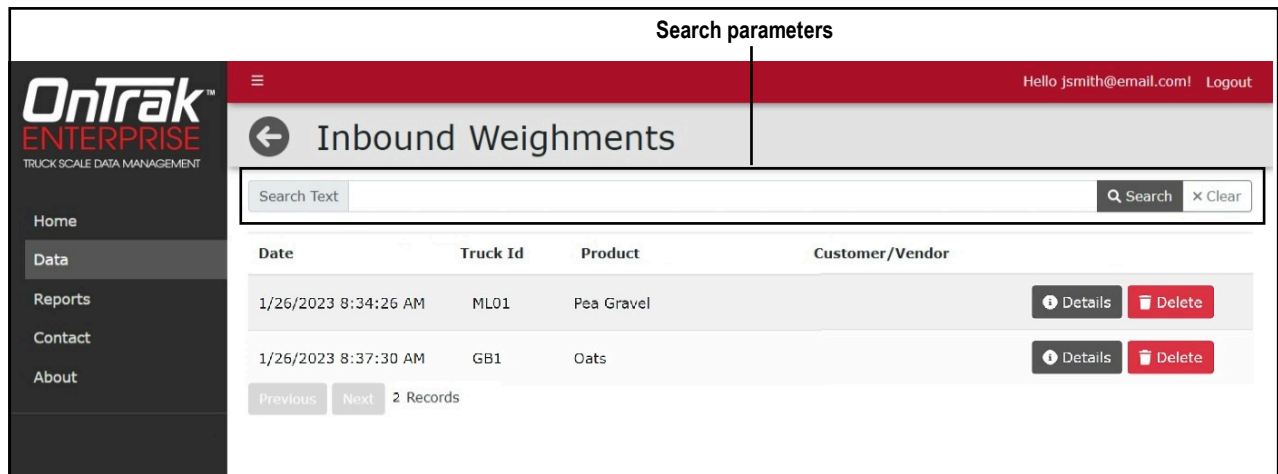 Search parameters
OnTrak™
ENTERPRISE
TRUCK SCALE DATA MANAGEMENT
Hello jsmith@email.com! Logout
Inbound Weighments
Search Text Search × Clear
Home
Data
Reports
Contact
About
Date Truck Id Product Customer/Vendor
1/26/2023 8:34:26 AM ML01 Pea Gravel Details Delete
1/26/2023 8:37:30 AM GB1 Oats Details Delete
Previous Next 2 Records